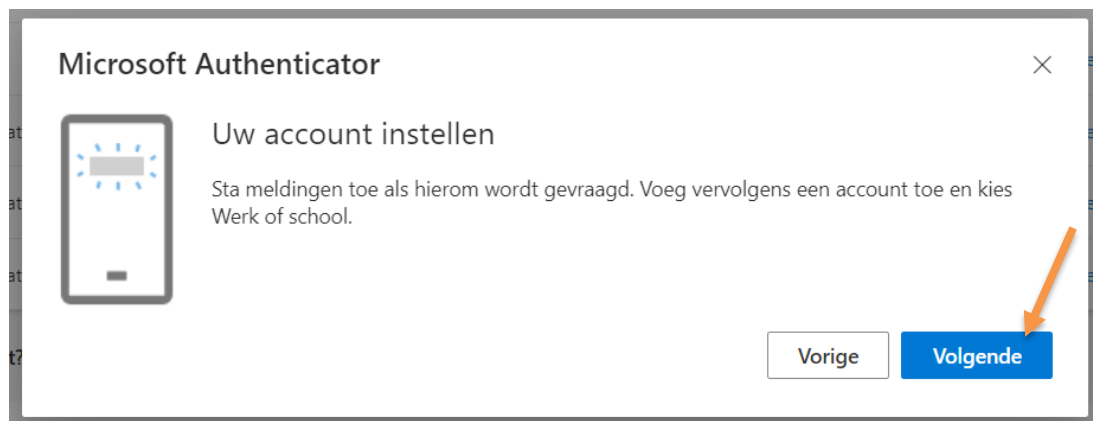 Microsoft Authenticator
Uw account instellen
Sta meldingen toe als hierom wordt gevraagd. Voeg vervolgens een account toe en kies
Werk of school.
Vorige
Volgende